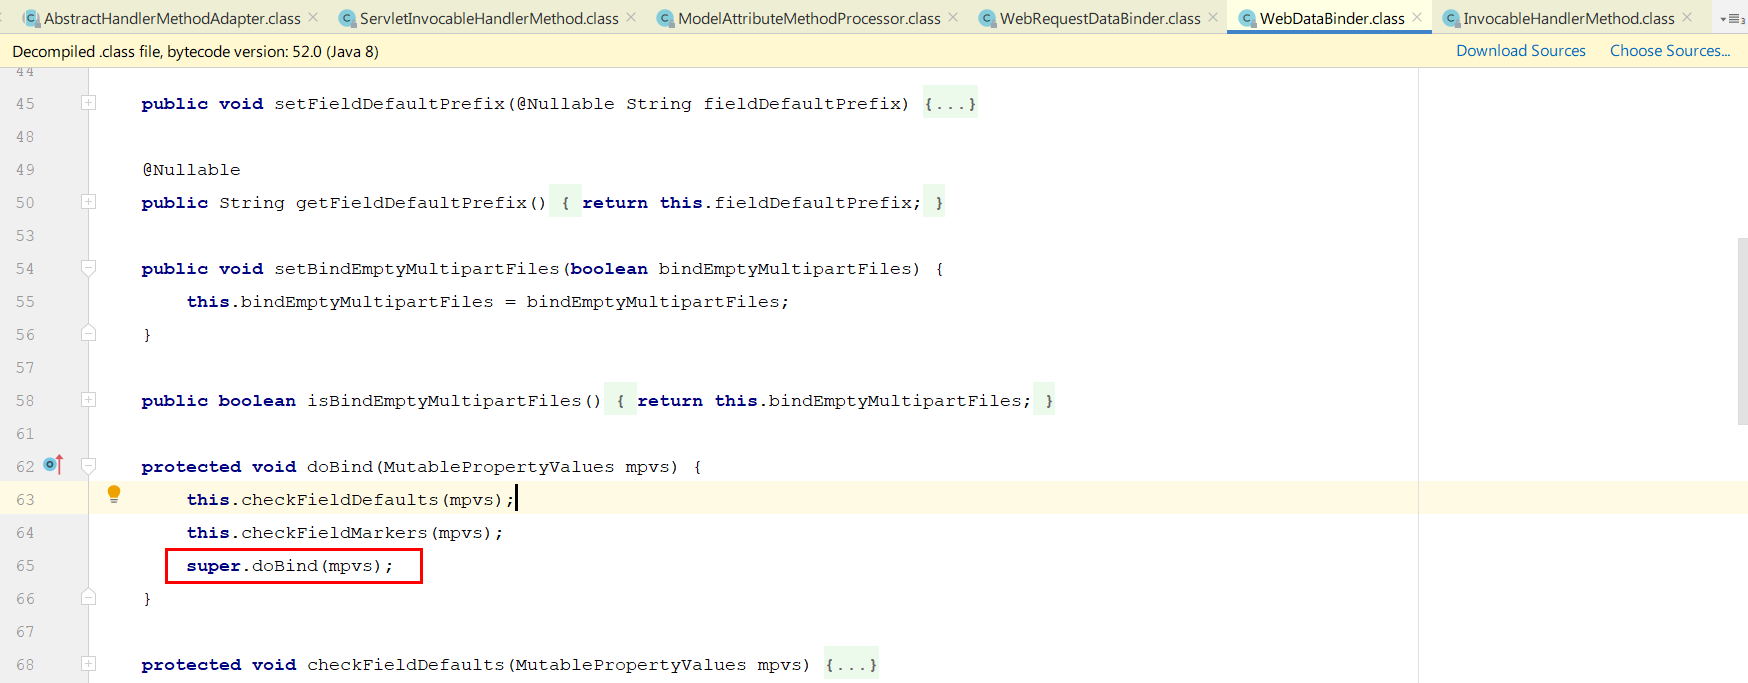 AbstractHandlerMethodAdapter.class ServletInvocableHandlerMethod.class ModelAttributeMethodProcessor.class WebRequestDataBinder.class WebDataBinder.class InvocableHandlerMethod.class
Decompiled .class file, bytecode version: 52.0 (Java 8) Download Sources Choose Sources...
44
45 public void setFieldDefaultPrefix(@Nullable String fieldDefaultPrefix) {...}
48
49 @Nullable
50 public String getFieldDefaultPrefix() { return this.fieldDefaultPrefix; }
53
54 public void setBindEmptyMultipartFiles(boolean bindEmptyMultipartFiles) {
55 this.bindEmptyMultipartFiles = bindEmptyMultipartFiles;
56 }
57
58 public boolean isBindEmptyMultipartFiles() { return this.bindEmptyMultipartFiles; }
61
62 protected void doBind(MutablePropertyValues mpvs) {
63 this.checkFieldDefaults(mpvs);
64 this.checkFieldMarkers(mpvs);
65 super.doBind(mpvs);
66 }
67
68 protected void checkFieldDefaults(MutablePropertyValues mpvs) {...}